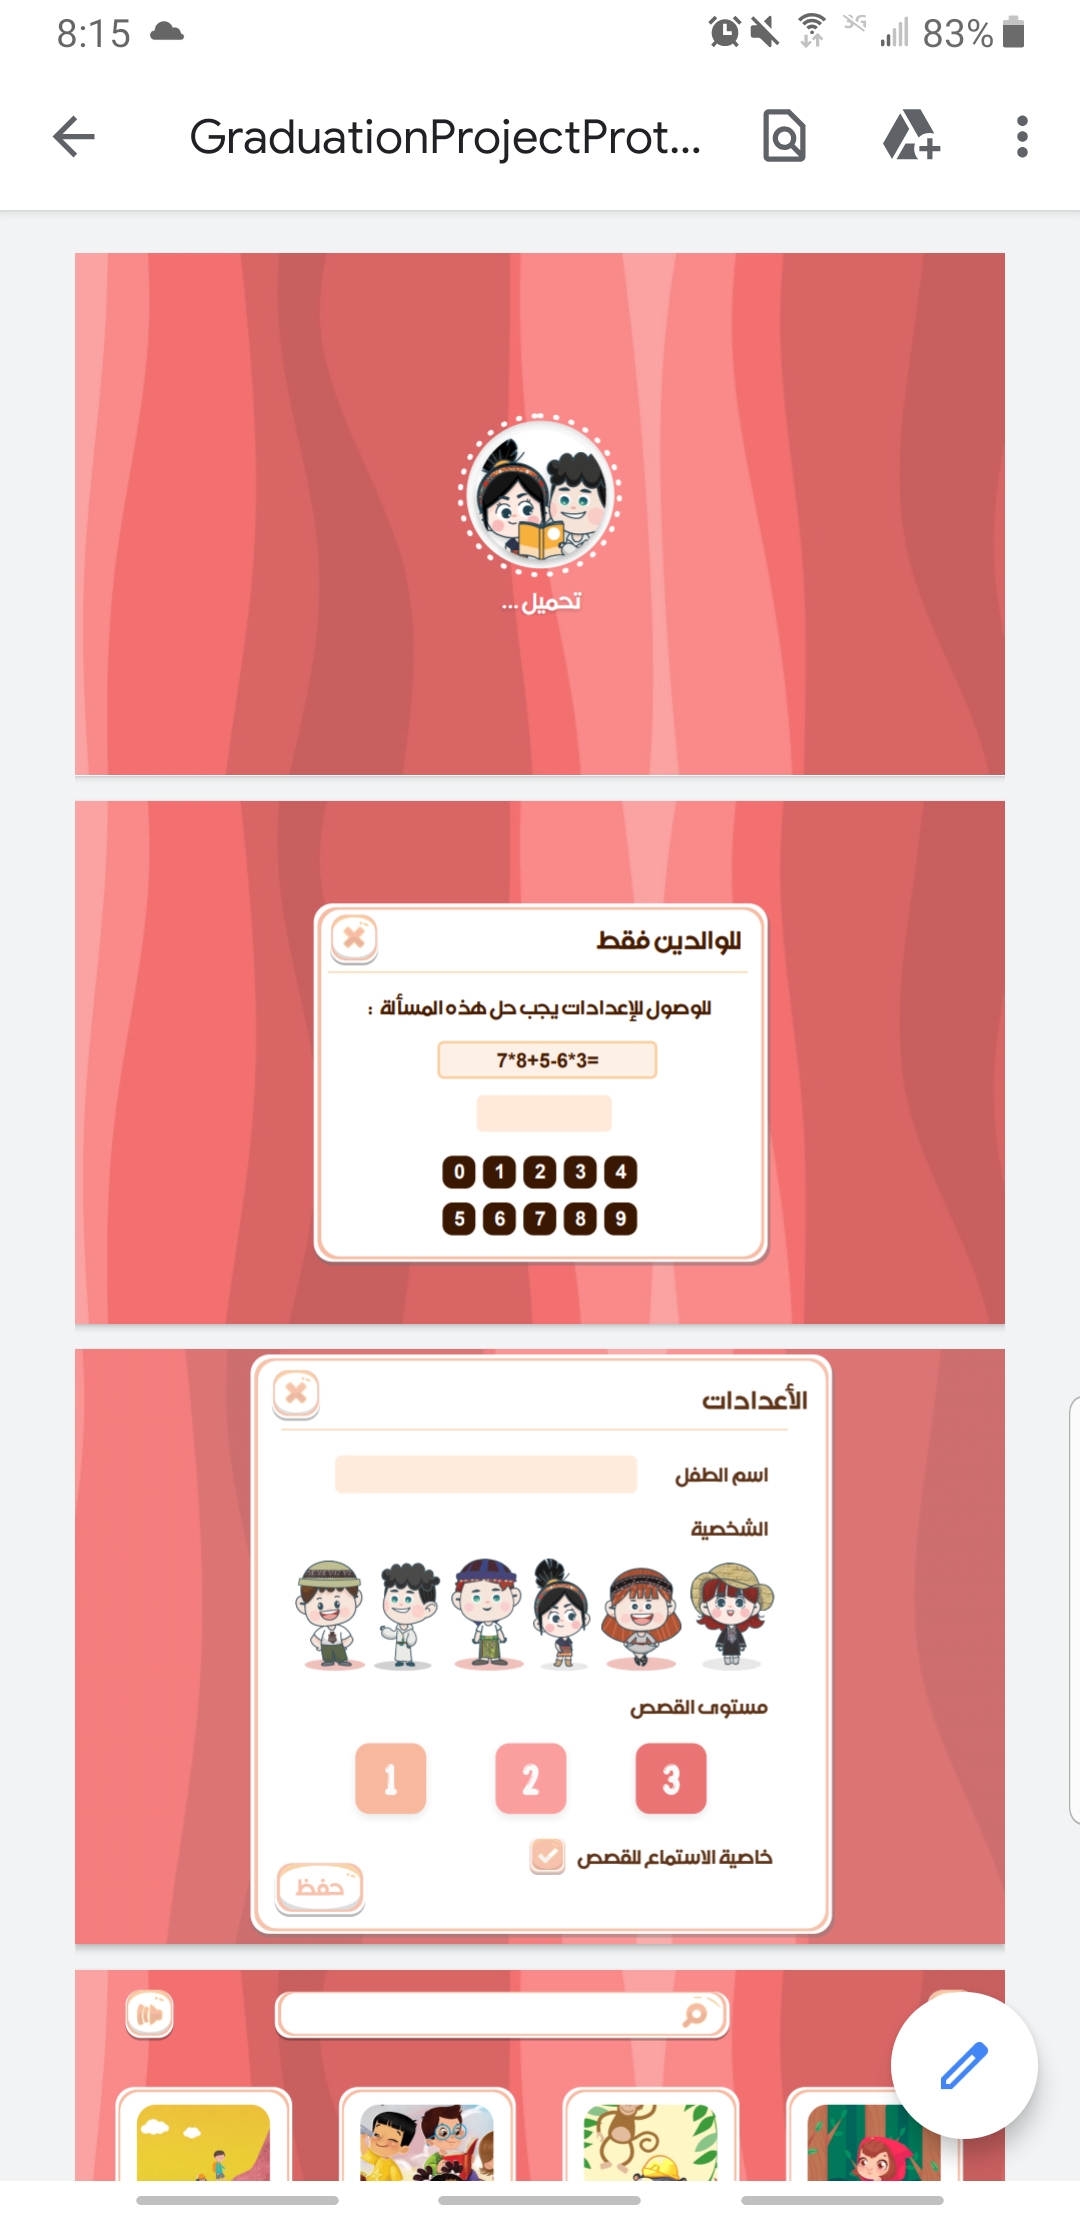 8:15
3G
83%
GraduationProjectProt...
تحميل ...
للوالدين فقط
للوصول للإعدادات يجب حل هذه المسألة :
7*8+5-6*3=
0 1 2 3 4
5 6 7 8 9
الأعدادات
اسم الطفل
الشخصية
مستوى القصص
1 2 3
خاصية الاستماع للقصص
حفظ